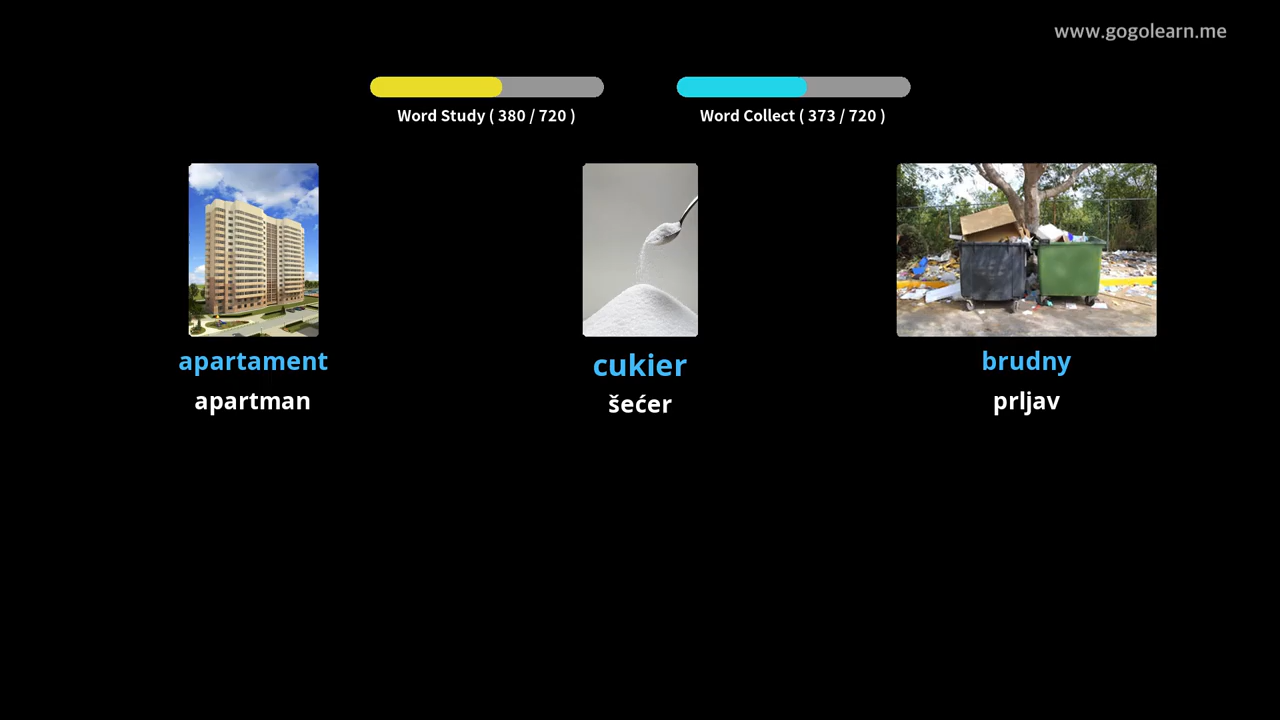 www.gogolearn.me
Word Study ( 380 / 720 )
Word Collect ( 373 / 720 )
apartament
apartman
cukier
šećer
brudny
prljav